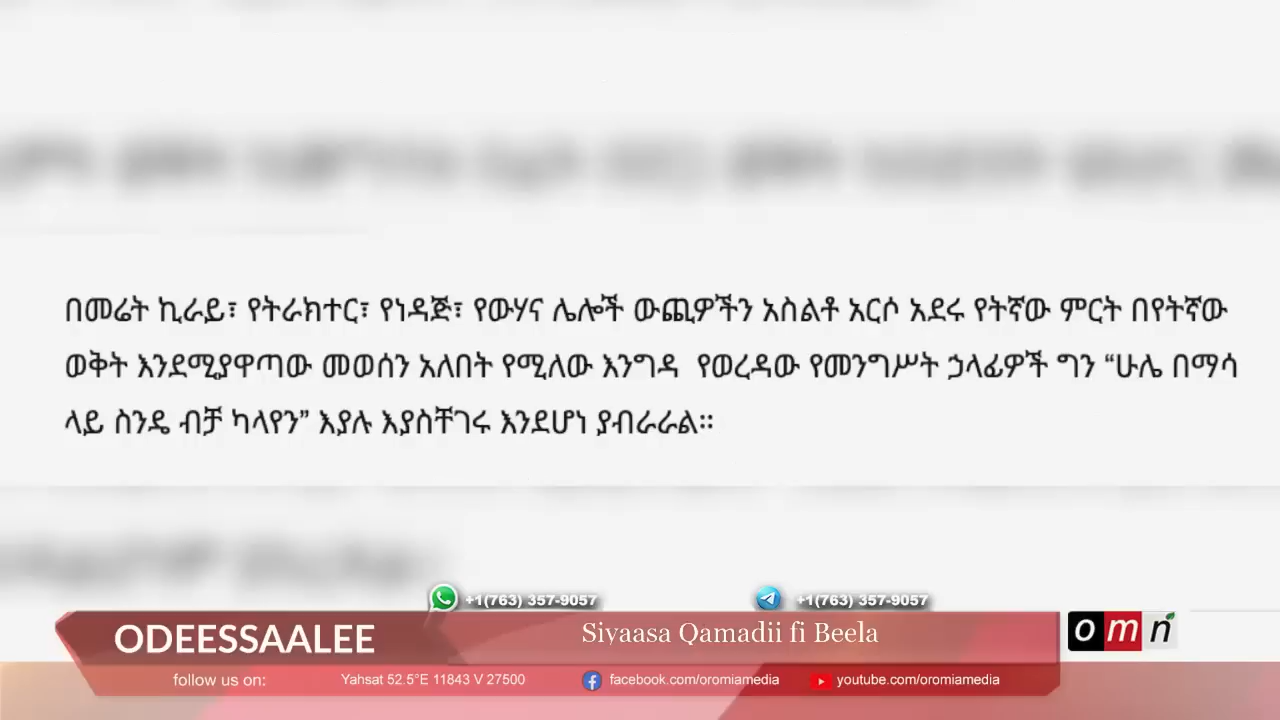 በመሬት ኪራይ፣ የትራክተር፣ የነዳጅ፣ የውሃና ሌሎች ውጪዎችን አስልቶ አርሶ አደሩ የትኛው ምርት በየትኛው
ወቅት እንደሚያዋጣው መወሰን አለበት የሚለው እንግዳ የወረዳው የመንግሥት ኃላፊዎች ግን “ሁሌ በማሳ
ላይ ስንዴ ብቻ ካላየን” እያሉ እያስቸገሩ እንደሆነ ያብራራል።
+1(763) 357-9057 +1(763) 357-9057
ODEESSAALEE Siyaasa Qamadii fi Beela omn
follow us on: Yahsat 52.5°E 11843 V 27500 facebook.com/oromiamedia youtube.com/oromiamedia